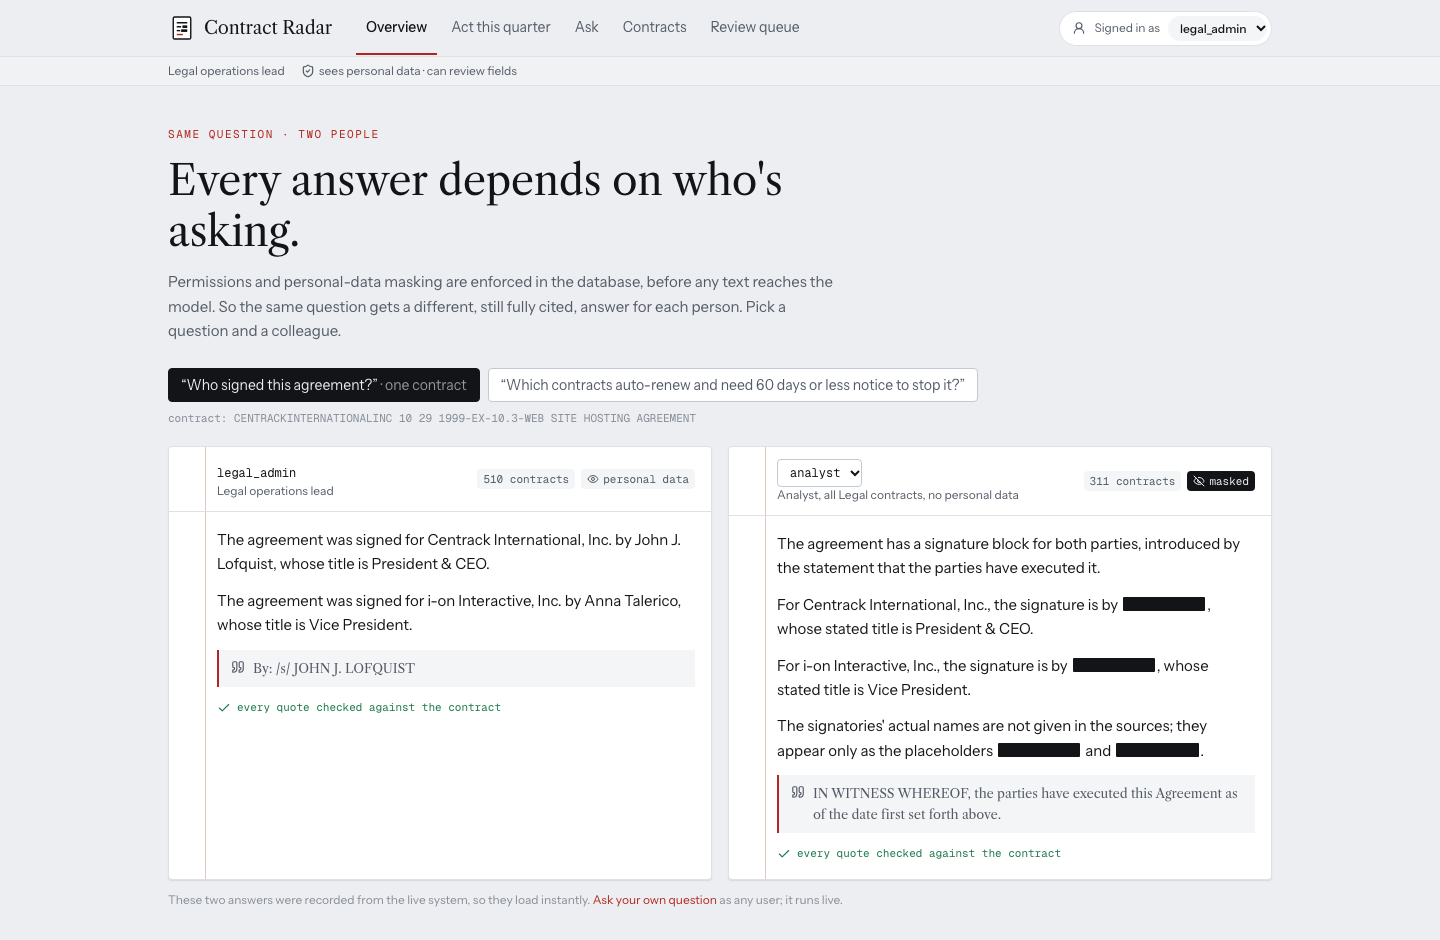 Contract Radar
Overview
Act this quarter
Ask
Contracts
Review queue
Signed in as
legal_admin
Legal operations lead
sees personal data · can review fields
SAME QUESTION · TWO PEOPLE
Every answer depends on who's
asking.
Permissions and personal-data masking are enforced in the database, before any text reaches the
model. So the same question gets a different, still fully cited, answer for each person. Pick a
question and a colleague.
“Who signed this agreement?” · one contract
“Which contracts auto-renew and need 60 days or less notice to stop it?”
contract: CENTRACKINTERNATIONALINC 10 29 1999-EX-10.3-WEB SITE HOSTING AGREEMENT
legal_admin
Legal operations lead
510 contracts
personal data
The agreement was signed for Centrack International, Inc. by John J.
Lofquist, whose title is President & CEO.
The agreement was signed for i-on Interactive, Inc. by Anna Talerico,
whose title is Vice President.
By: /s/ JOHN J. LOFQUIST
every quote checked against the contract
analyst
Analyst, all Legal contracts, no personal data
311 contracts
masked
The agreement has a signature block for both parties, introduced by
the statement that the parties have executed it.
For Centrack International, Inc., the signature is by ,
whose stated title is President & CEO.
For i-on Interactive, Inc., the signature is by , whose
stated title is Vice President.
The signatories' actual names are not given in the sources; they
appear only as the placeholders and .
IN WITNESS WHEREOF, the parties have executed this Agreement as
of the date first set forth above.
every quote checked against the contract
These two answers were recorded from the live system, so they load instantly. Ask your own question as any user; it runs live.